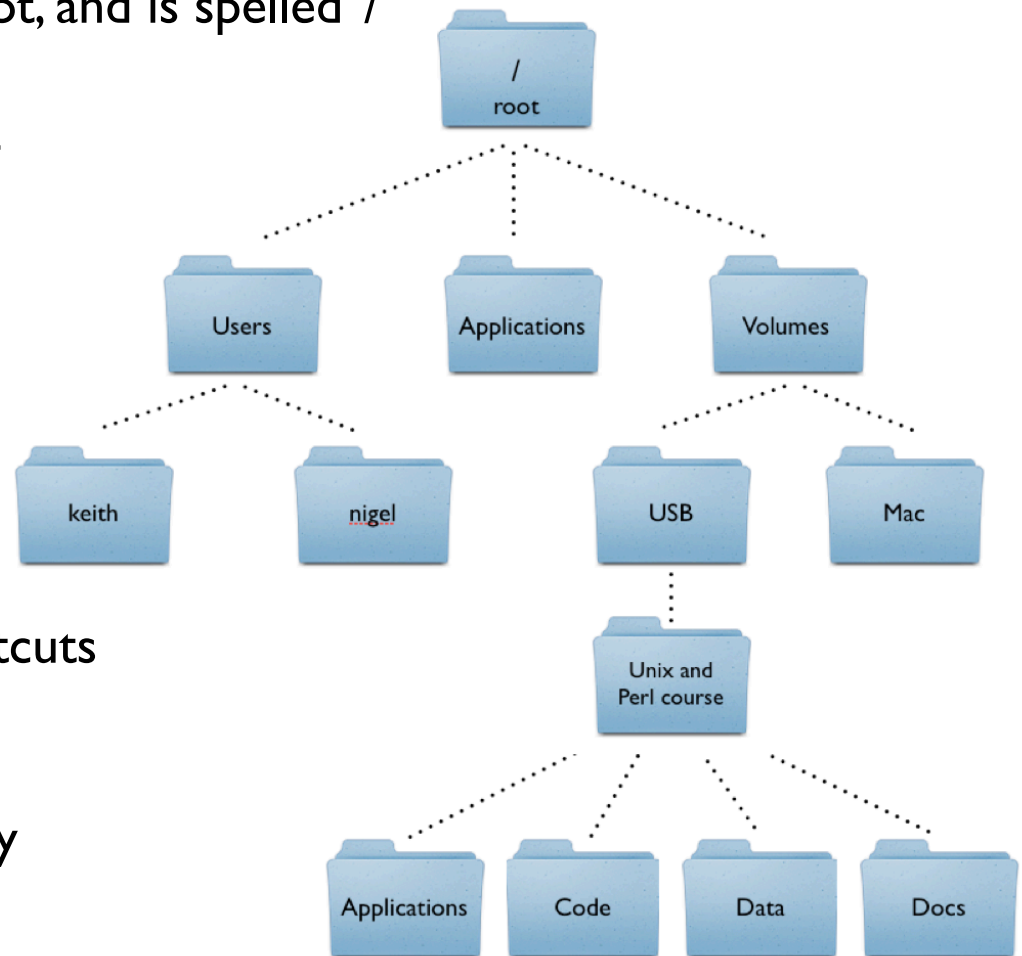 ot, and is spelled /
/
root
Users
Applications
Volumes
keith
nigel
USB
Mac
tcuts
Unix and
Perl course
y
Applications
Code
Data
Docs